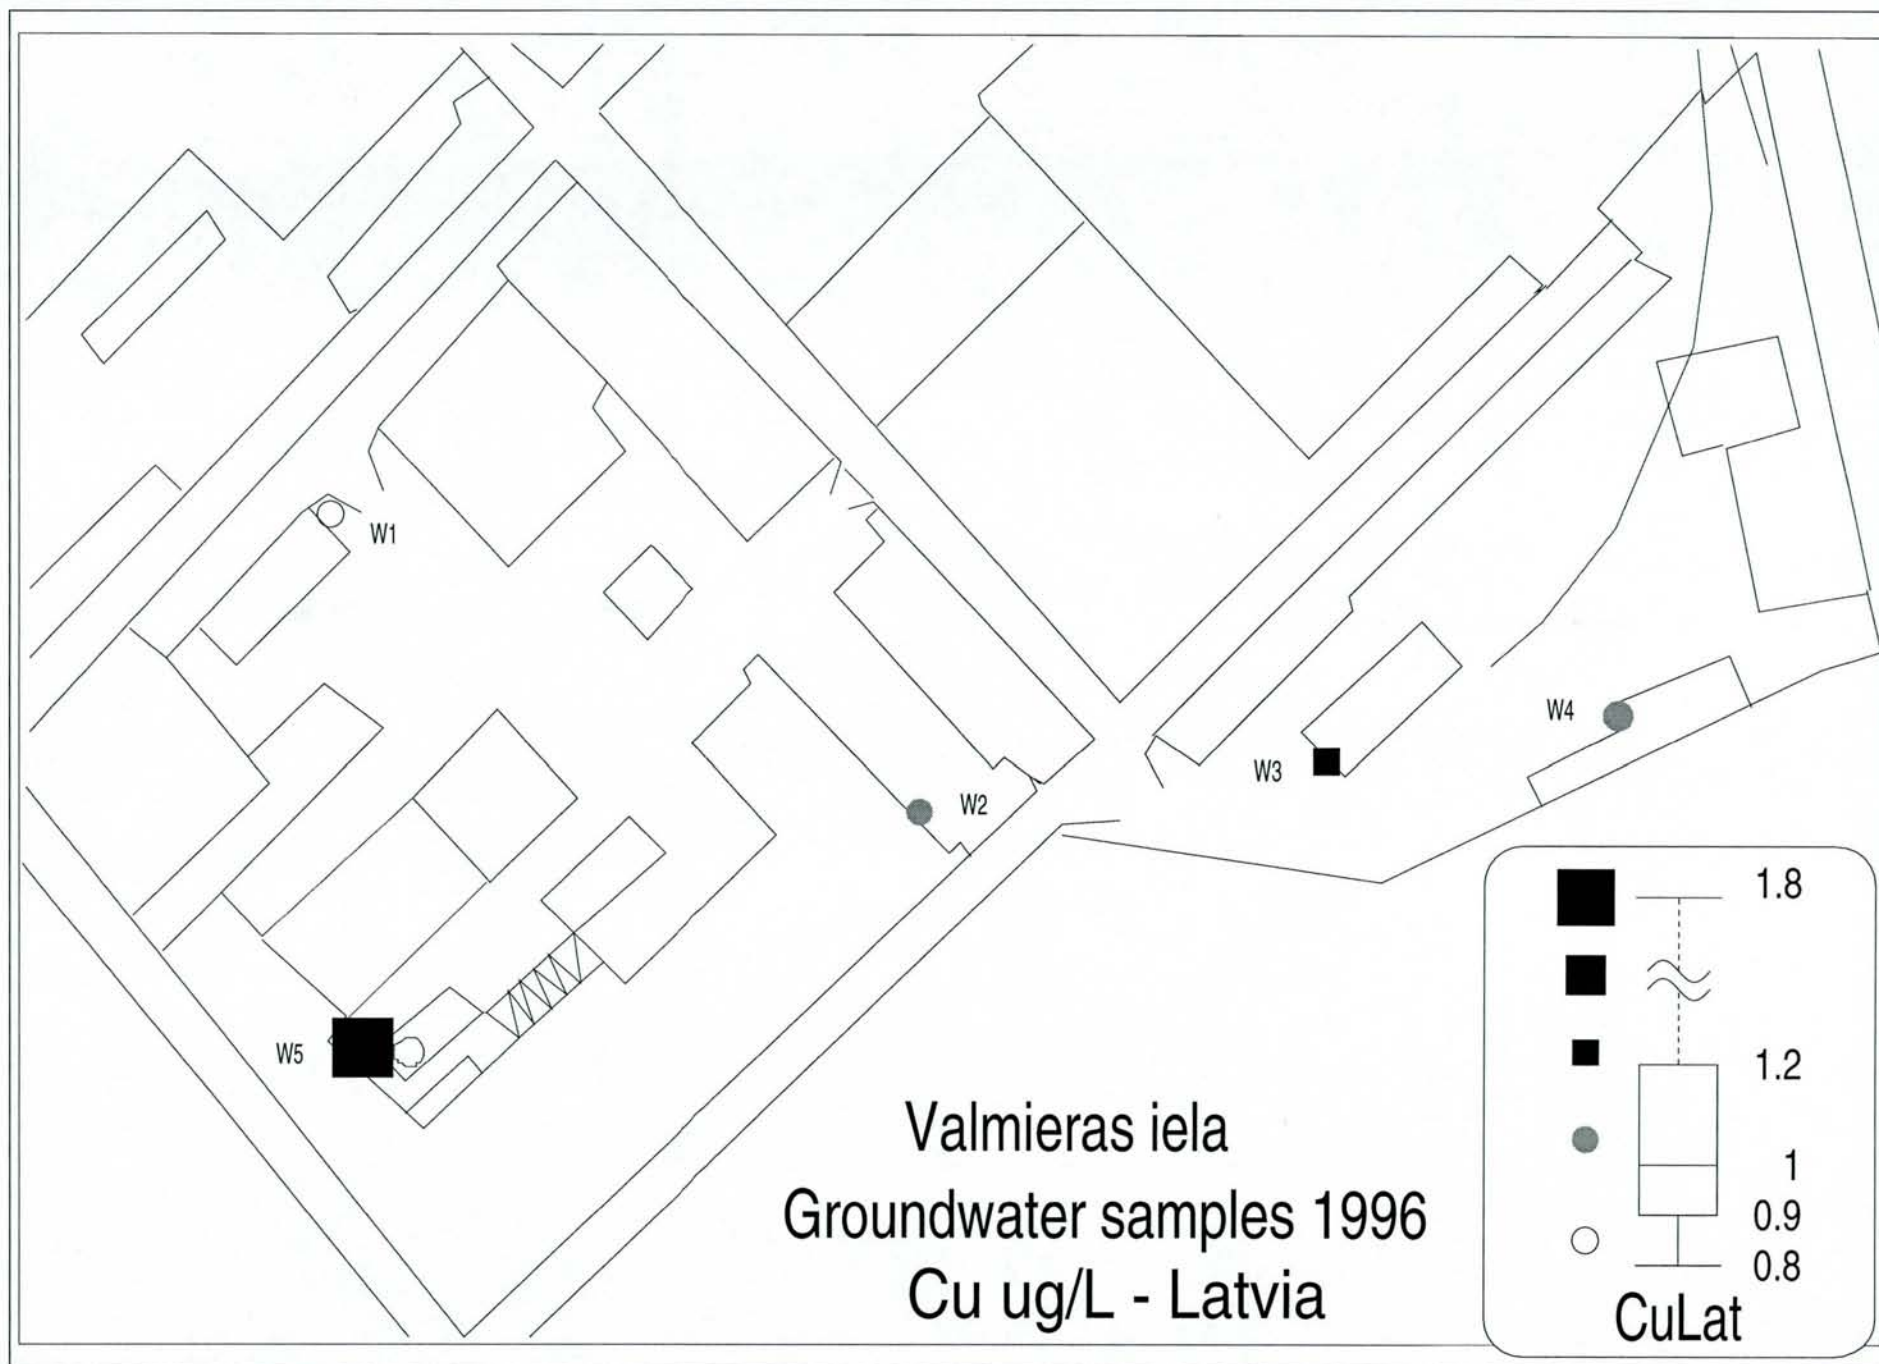 W1
W4
W3
W2
W5
Valmieras iela
Groundwater samples 1996
Cu ug/L - Latvia
1.8
1.2
1
0.9
0.8
CuLat